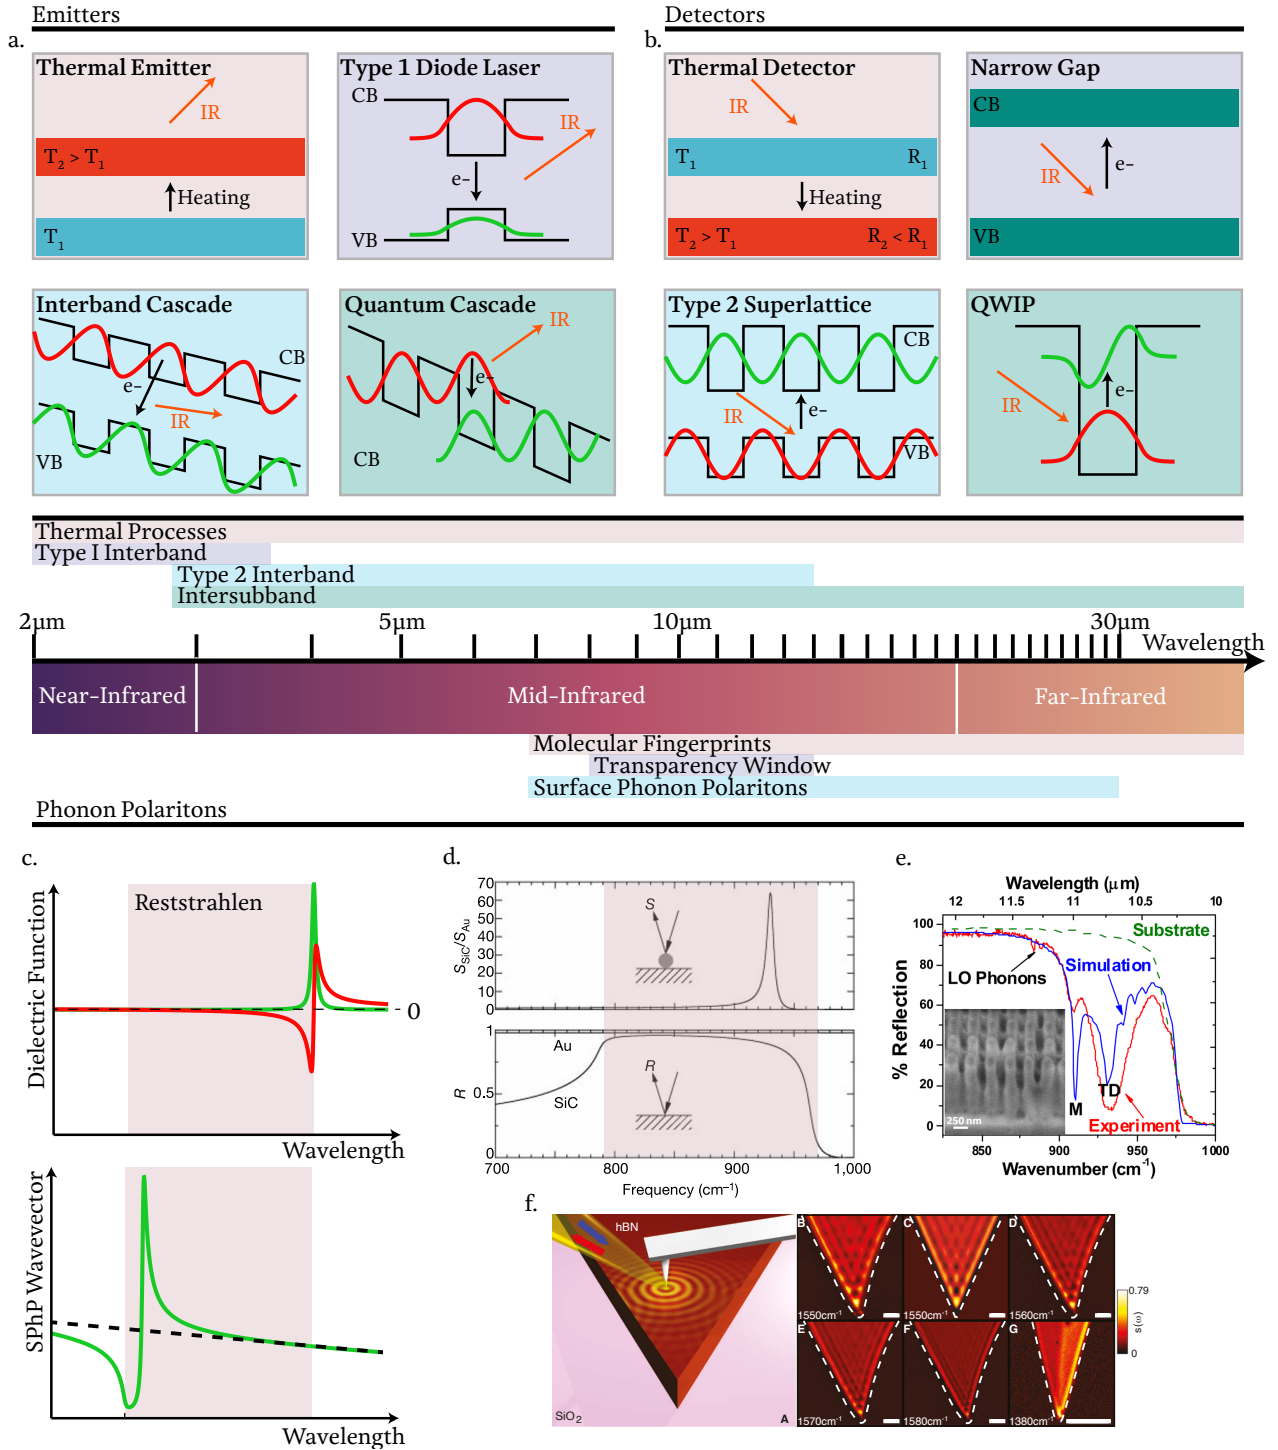 Emitters
Detectors
a.
b.
Thermal Emitter
IR
T2 > T1
Heating
T1
Type 1 Diode Laser
CB
IR
e-
VB
Thermal Detector
IR
T1
R1
Heating
T2 > T1
R2 < R1
Narrow Gap
CB
IR
e-
VB
Interband Cascade
CB
e-
IR
VB
Quantum Cascade
IR
e-
CB
Type 2 Superlattice
CB
IR
e-
VB
QWIP
IR
e-
Thermal Processes
Type I Interband
Type 2 Interband
Intersubband
2μm
5μm
10μm
30μm
Wavelength
Near-Infrared
Mid-Infrared
Far-Infrared
Molecular Fingerprints
Transparency Window
Surface Phonon Polaritons
Phonon Polaritons
c.
Reststrahlen
Dielectric Function
0
Wavelength
SPhP Wavevector
Wavelength
d.
70
60
50
40
30
20
10
0
SSiC/SAu
S
1
0.5
0
R
Au
SiC
R
700
800
900
1,000
Frequency (cm−1)
e.
Wavelength (μm)
12
11.5
11
10.5
10
100
80
60
40
20
0
% Reflection
Substrate
LO Phonons
Simulation
M
TD
Experiment
250 nm
850
900
950
1000
Wavenumber (cm-1)
f.
hBN
SiO2
A
B
1550cm-1
C
1550cm-1
D
1560cm-1
E
1570cm-1
F
1580cm-1
G
1380cm-1
0.79
s(ω)
0